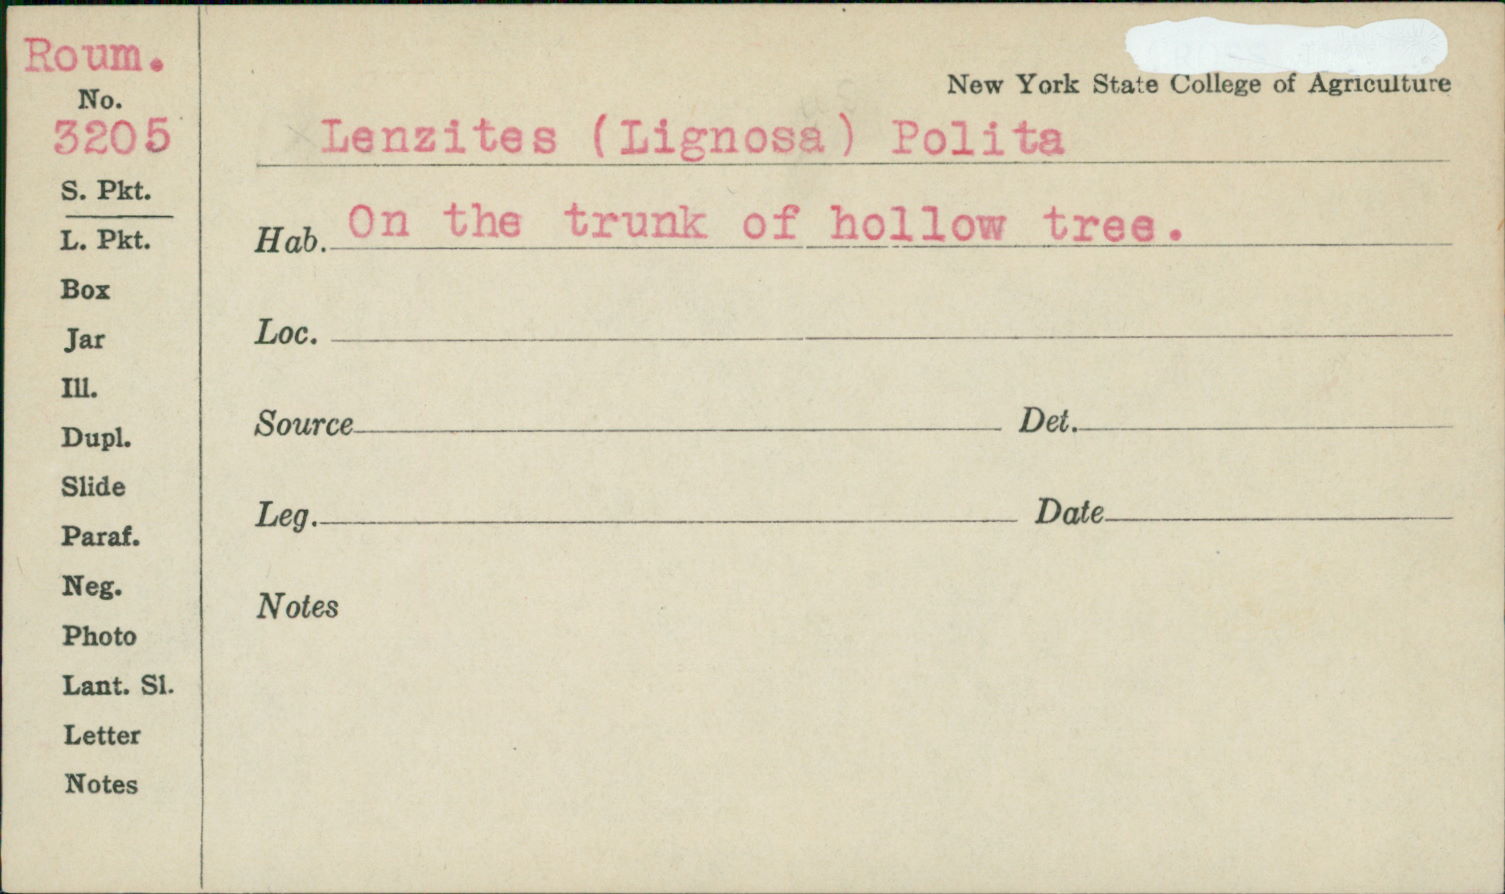 Roum.
No.
3205
S. Pkt.
L. Pkt.
Box
Jar
Ill.
Dupl.
Slide
Paraf.
Neg.
Photo
Lant. Sl.
Letter
Notes
New York State College of Agriculture
Lenzites (Lignosa) Polita
Hab. On the trunk of hollow tree.
Loc.
Source Det.
Leg. Date
Notes